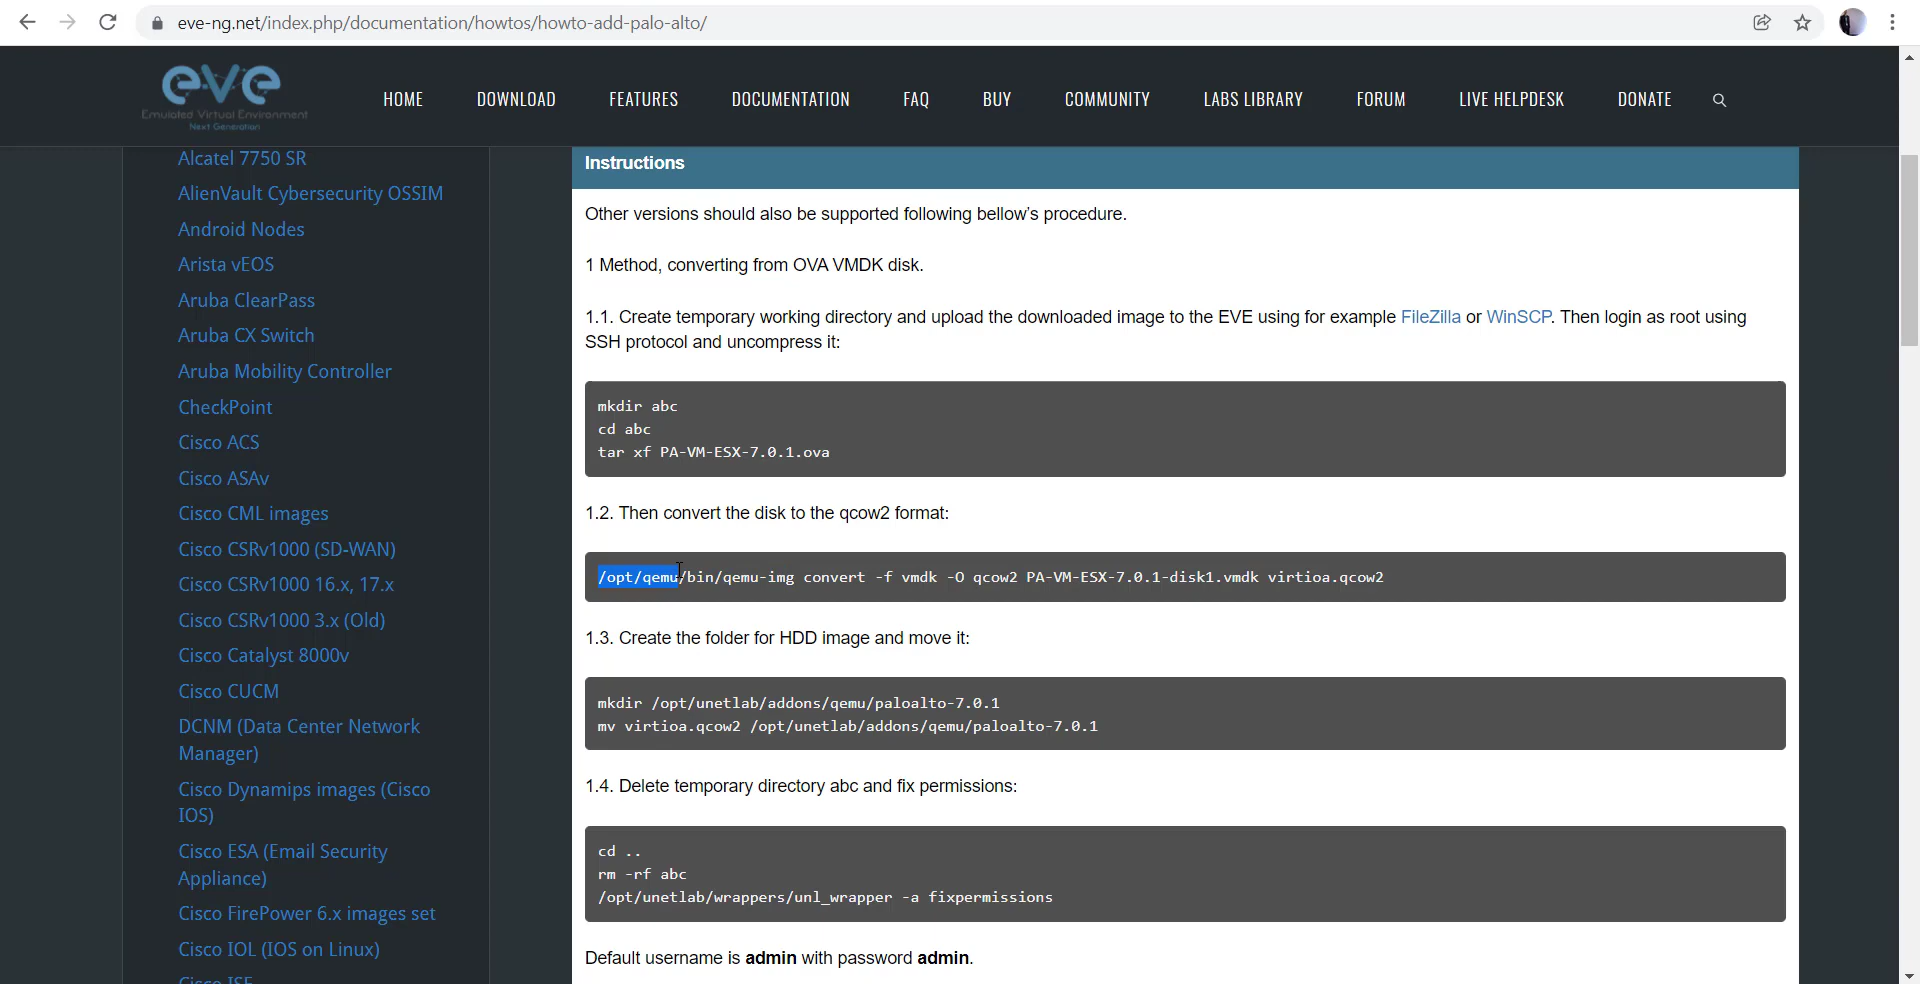 eve-ng.net/index.php/documentation/howtos/howto-add-palo-alto/
eve
Emulated Virtual Environment
Next Generation
HOME
DOWNLOAD
FEATURES
DOCUMENTATION
FAQ
BUY
COMMUNITY
LABS LIBRARY
FORUM
LIVE HELPDESK
DONATE
Alcatel 7750 SR
AlienVault Cybersecurity OSSIM
Android Nodes
Arista vEOS
Aruba ClearPass
Aruba CX Switch
Aruba Mobility Controller
CheckPoint
Cisco ACS
Cisco ASAv
Cisco CML images
Cisco CSRv1000 (SD-WAN)
Cisco CSRv1000 16.x, 17.x
Cisco CSRv1000 3.x (Old)
Cisco Catalyst 8000v
Cisco CUCM
DCNM (Data Center Network
Manager)
Cisco Dynamips images (Cisco
IOS)
Cisco ESA (Email Security
Appliance)
Cisco FirePower 6.x images set
Cisco IOL (IOS on Linux)
Cisco ISE
Instructions
Other versions should also be supported following bellow’s procedure.
1 Method, converting from OVA VMDK disk.
1.1. Create temporary working directory and upload the downloaded image to the EVE using for example FileZilla or WinSCP. Then login as root using
SSH protocol and uncompress it:
mkdir abc
cd abc
tar xf PA-VM-ESX-7.0.1.ova
1.2. Then convert the disk to the qcow2 format:
/opt/qemu/bin/qemu-img convert -f vmdk -O qcow2 PA-VM-ESX-7.0.1-disk1.vmdk virtioa.qcow2
1.3. Create the folder for HDD image and move it:
mkdir /opt/unetlab/addons/qemu/paloalto-7.0.1
mv virtioa.qcow2 /opt/unetlab/addons/qemu/paloalto-7.0.1
1.4. Delete temporary directory abc and fix permissions:
cd ..
rm -rf abc
/opt/unetlab/wrappers/unl_wrapper -a fixpermissions
Default username is admin with password admin.